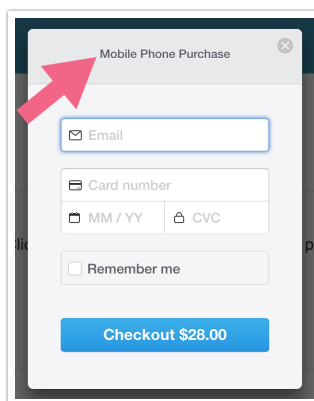 Mobile Phone Purchase
Email
Card number
MM / YY
CVC
Remember me
Checkout $28.00